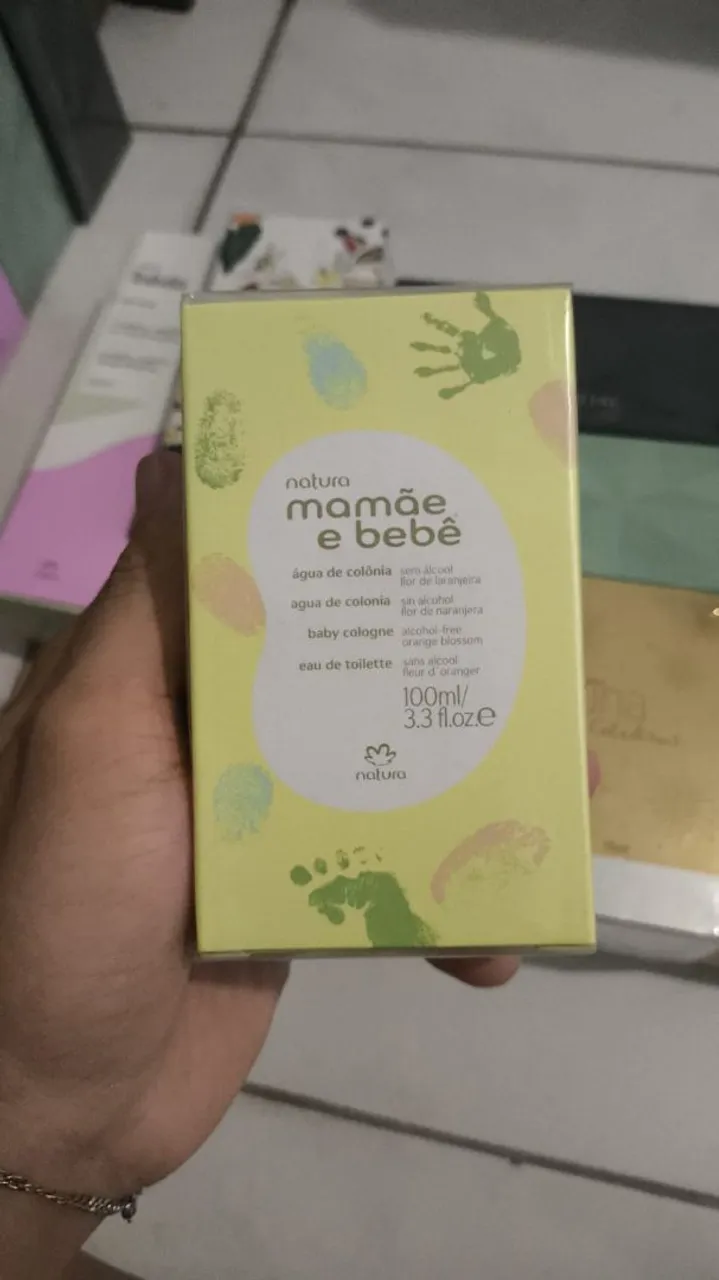 natura
mamãe
e bebê
água de colônia sem álcool
flor de laranjeira
agua de colonia sin alcohol
flor de naranjera
baby cologne alcohol-free
orange blossom
eau de toilette sans alcool
fleur d'oranger
100ml/
3.3 fl.oz.e
natura